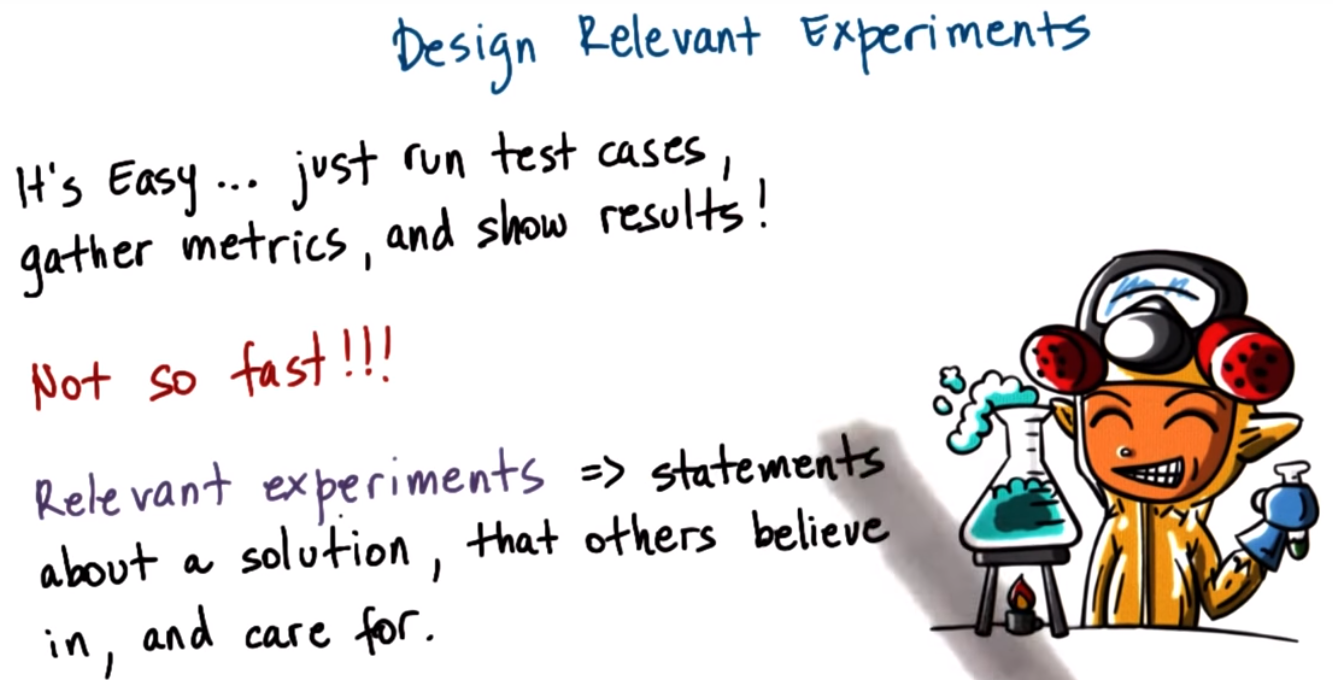 Design Relevant Experiments
It's Easy... just run test cases,
gather metrics, and show results!
Not so fast!!!
Relevant experiments => statements
about a solution, that others believe
in, and care for.